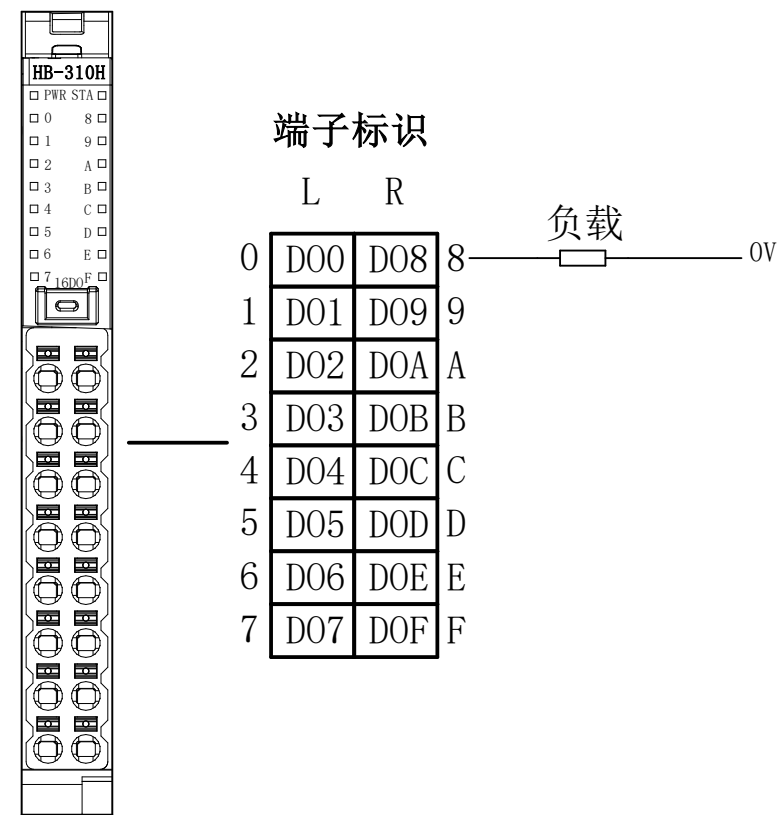 HB-310H
PWR STA
0 8
1 9
2 A
3 B
4 C
5 D
6 E
7 16DO F
端子标识
L R
0 DO0 DO8 8 负载 0V
1 DO1 DO9 9
2 DO2 DOA A
3 DO3 DOB B
4 DO4 DOC C
5 DO5 DOD D
6 DO6 DOE E
7 DO7 DOF F